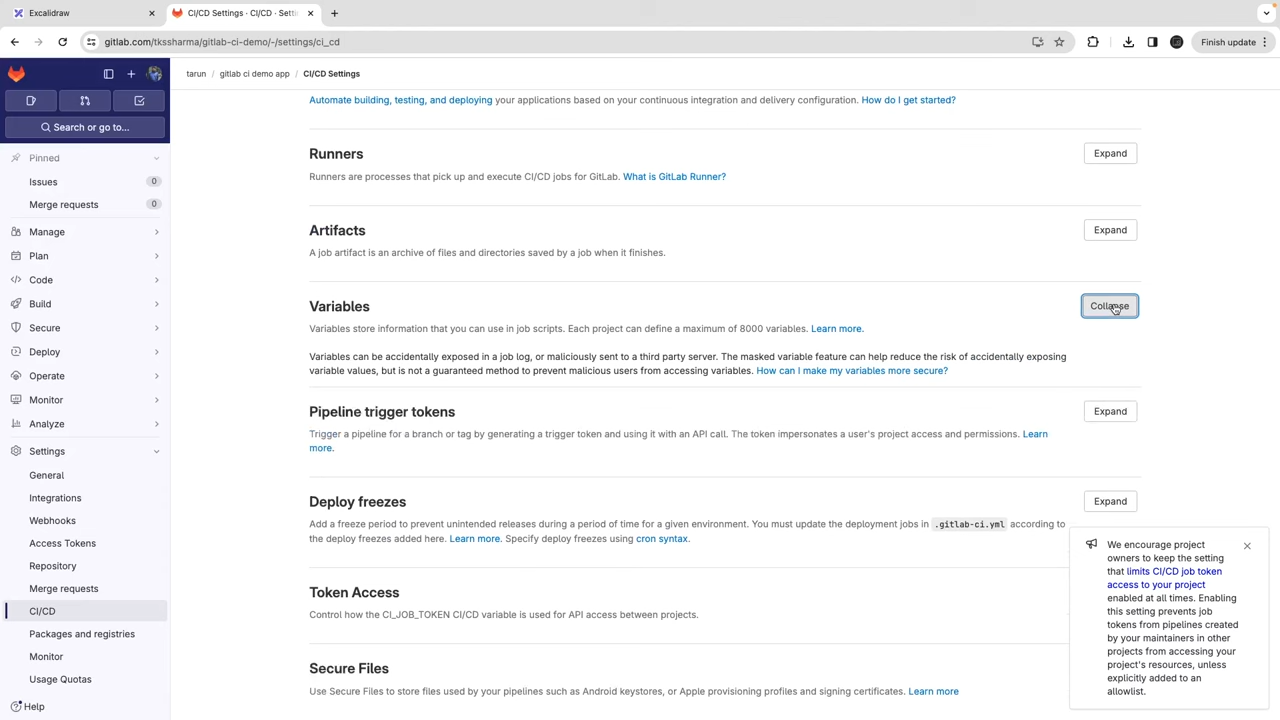 Excalidraw
CI/CD Settings · CI/CD · Setti
gitlab.com/tkssharma/gitlab-ci-demo/-/settings/ci_cd
Finish update
tarun / gitlab ci demo app / CI/CD Settings
Search or go to...
Pinned
Issues 0
Merge requests 0
Manage
Plan
Code
Build
Secure
Deploy
Operate
Monitor
Analyze
Settings
General
Integrations
Webhooks
Access Tokens
Repository
Merge requests
CI/CD
Packages and registries
Monitor
Usage Quotas
Help
Automate building, testing, and deploying your applications based on your continuous integration and delivery configuration. How do I get started?
Runners
Expand
Runners are processes that pick up and execute CI/CD jobs for GitLab. What is GitLab Runner?
Artifacts
Expand
A job artifact is an archive of files and directories saved by a job when it finishes.
Variables
Collapse
Variables store information that you can use in job scripts. Each project can define a maximum of 8000 variables. Learn more.
Variables can be accidentally exposed in a job log, or maliciously sent to a third party server. The masked variable feature can help reduce the risk of accidentally exposing
variable values, but is not a guaranteed method to prevent malicious users from accessing variables. How can I make my variables more secure?
Pipeline trigger tokens
Expand
Trigger a pipeline for a branch or tag by generating a trigger token and using it with an API call. The token impersonates a user's project access and permissions. Learn
more.
Deploy freezes
Expand
Add a freeze period to prevent unintended releases during a period of time for a given environment. You must update the deployment jobs in .gitlab-ci.yml according to
the deploy freezes added here. Learn more. Specify deploy freezes using cron syntax.
Token Access
Control how the CI_JOB_TOKEN CI/CD variable is used for API access between projects.
Secure Files
Use Secure Files to store files used by your pipelines such as Android keystores, or Apple provisioning profiles and signing certificates. Learn more
We encourage project
owners to keep the setting
that limits CI/CD job token
access to your project
enabled at all times. Enabling
this setting prevents job
tokens from pipelines created
by your maintainers in other
projects from accessing your
project's resources, unless
explicitly added to an
allowlist.